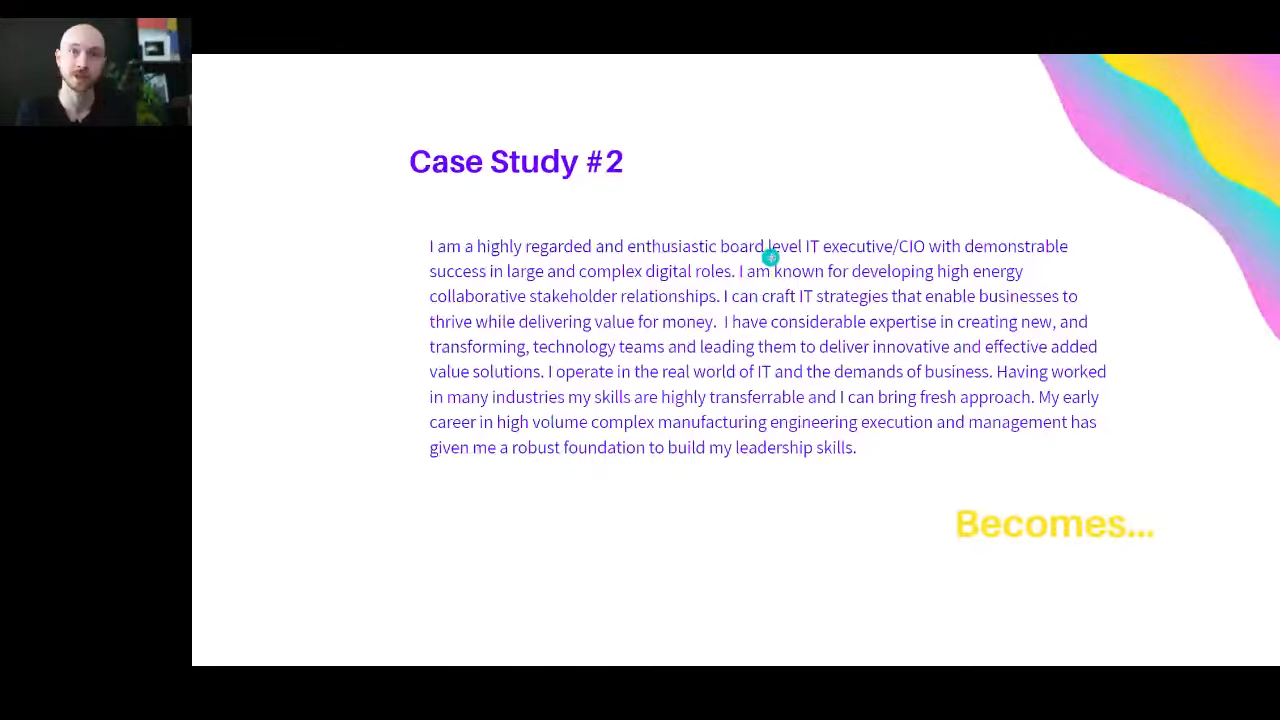 Case Study #2
I am a highly regarded and enthusiastic board level IT executive/CIO with demonstrable
success in large and complex digital roles. I am known for developing high energy
collaborative stakeholder relationships. I can craft IT strategies that enable businesses to
thrive while delivering value for money.  I have considerable expertise in creating new, and
transforming, technology teams and leading them to deliver innovative and effective added
value solutions. I operate in the real world of IT and the demands of business. Having worked
in many industries my skills are highly transferrable and I can bring fresh approach. My early
career in high volume complex manufacturing engineering execution and management has
given me a robust foundation to build my leadership skills.
Becomes...